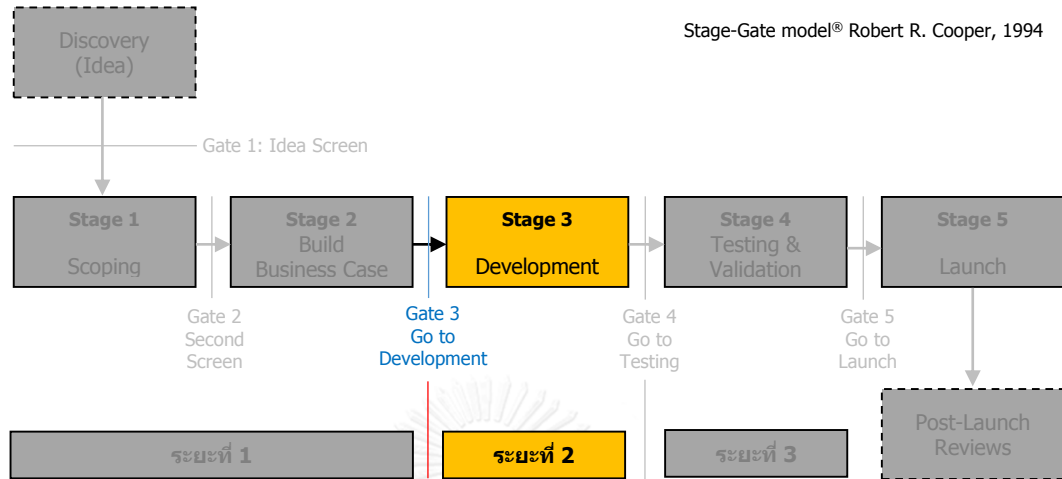 Stage-Gate model® Robert R. Cooper, 1994
Discovery
(Idea)
Gate 1: Idea Screen
Stage 1
Scoping
Stage 2
Build
Business Case
Stage 3
Development
Stage 4
Testing &
Validation
Stage 5
Launch
Gate 2
Second
Screen
Gate 3
Go to
Development
Gate 4
Go to
Testing
Gate 5
Go to
Launch
Post-Launch
Reviews
ระยะที่ 1
ระยะที่ 2
ระยะที่ 3